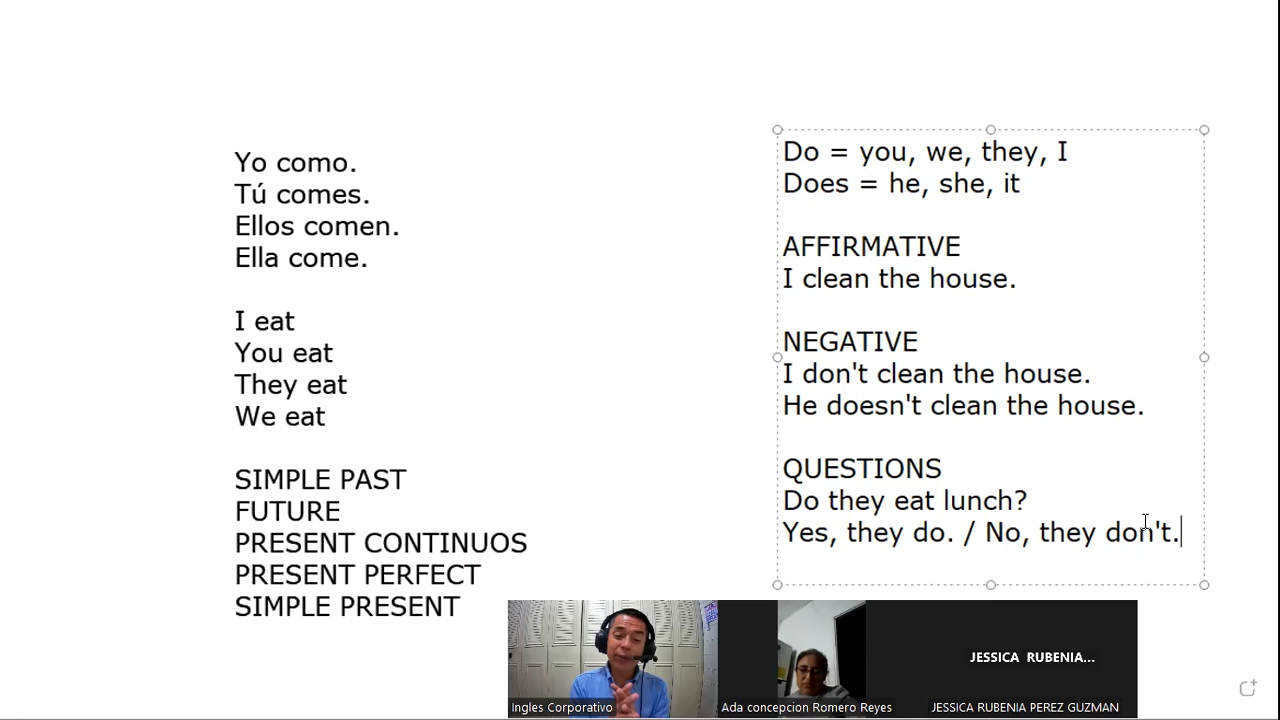 Yo como.
Tú comes.
Ellos comen.
Ella come.
I eat
You eat
They eat
We eat
SIMPLE PAST
FUTURE
PRESENT CONTINUOS
PRESENT PERFECT
SIMPLE PRESENT
Do = you, we, they, I
Does = he, she, it
AFFIRMATIVE
I clean the house.
NEGATIVE
I don't clean the house.
He doesn't clean the house.
QUESTIONS
Do they eat lunch?
Yes, they do. / No, they don't.
JESSICA RUBENIA...
Ingles Corporativo
Ada concepcion Romero Reyes
JESSICA RUBENIA PEREZ GUZMAN